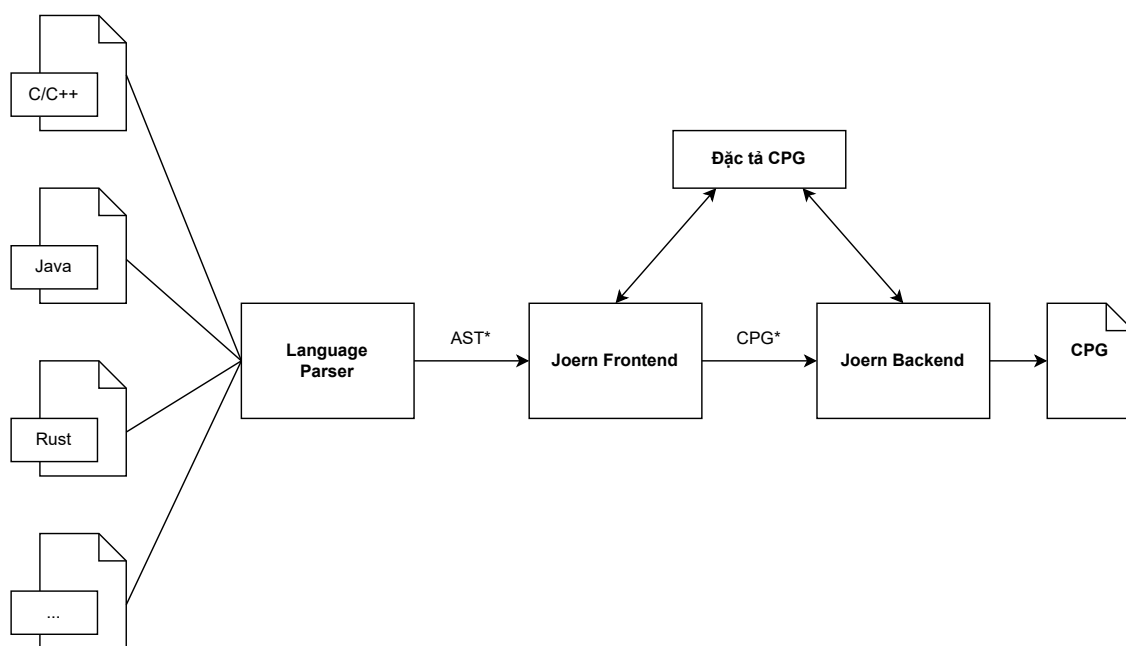 C/C++
Đặc tả CPG
Java
Language
Parser
AST*
Joern Frontend
CPG*
Joern Backend
CPG
Rust
...